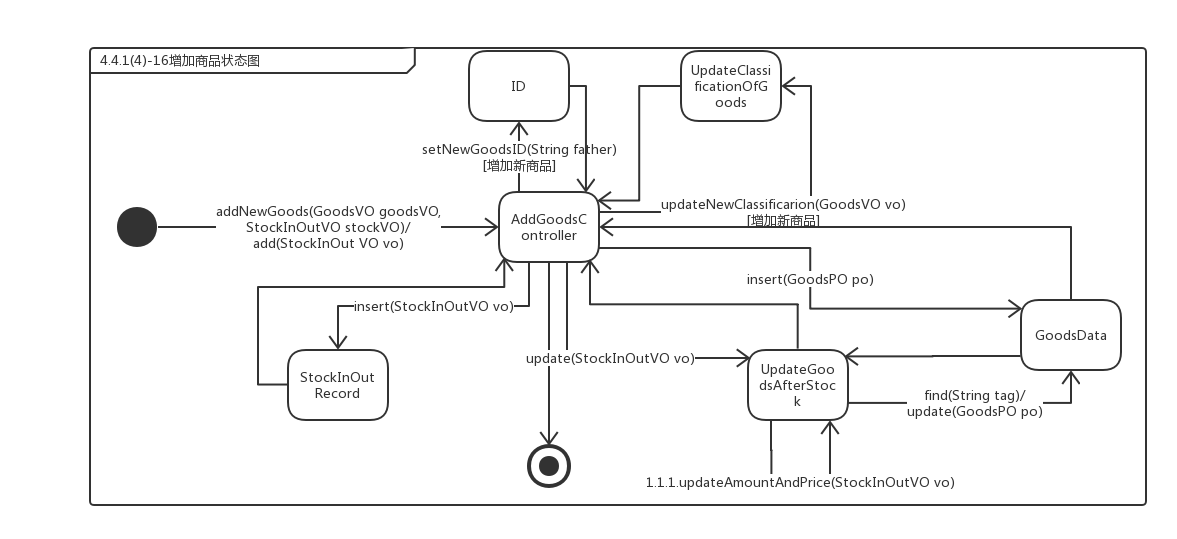 4.4.1(4)-16增加商品状态图
ID
UpdateClassi
ficationOfG
oods
setNewGoodsID(String father)
[增加新商品]
addNewGoods(GoodsVO goodsVO,
StockInOutVO stockVO)/
add(StockInOut VO vo)
AddGoodsC
ontroller
updateNewClassificarion(GoodsVO vo)
[增加新商品]
insert(GoodsPO po)
insert(StockInOutVO vo)
GoodsData
update(StockInOutVO vo)
StockInOut
Record
UpdateGoo
dsAfterStoc
k
find(String tag)/
update(GoodsPO po)
1.1.1.updateAmountAndPrice(StockInOutVO vo)